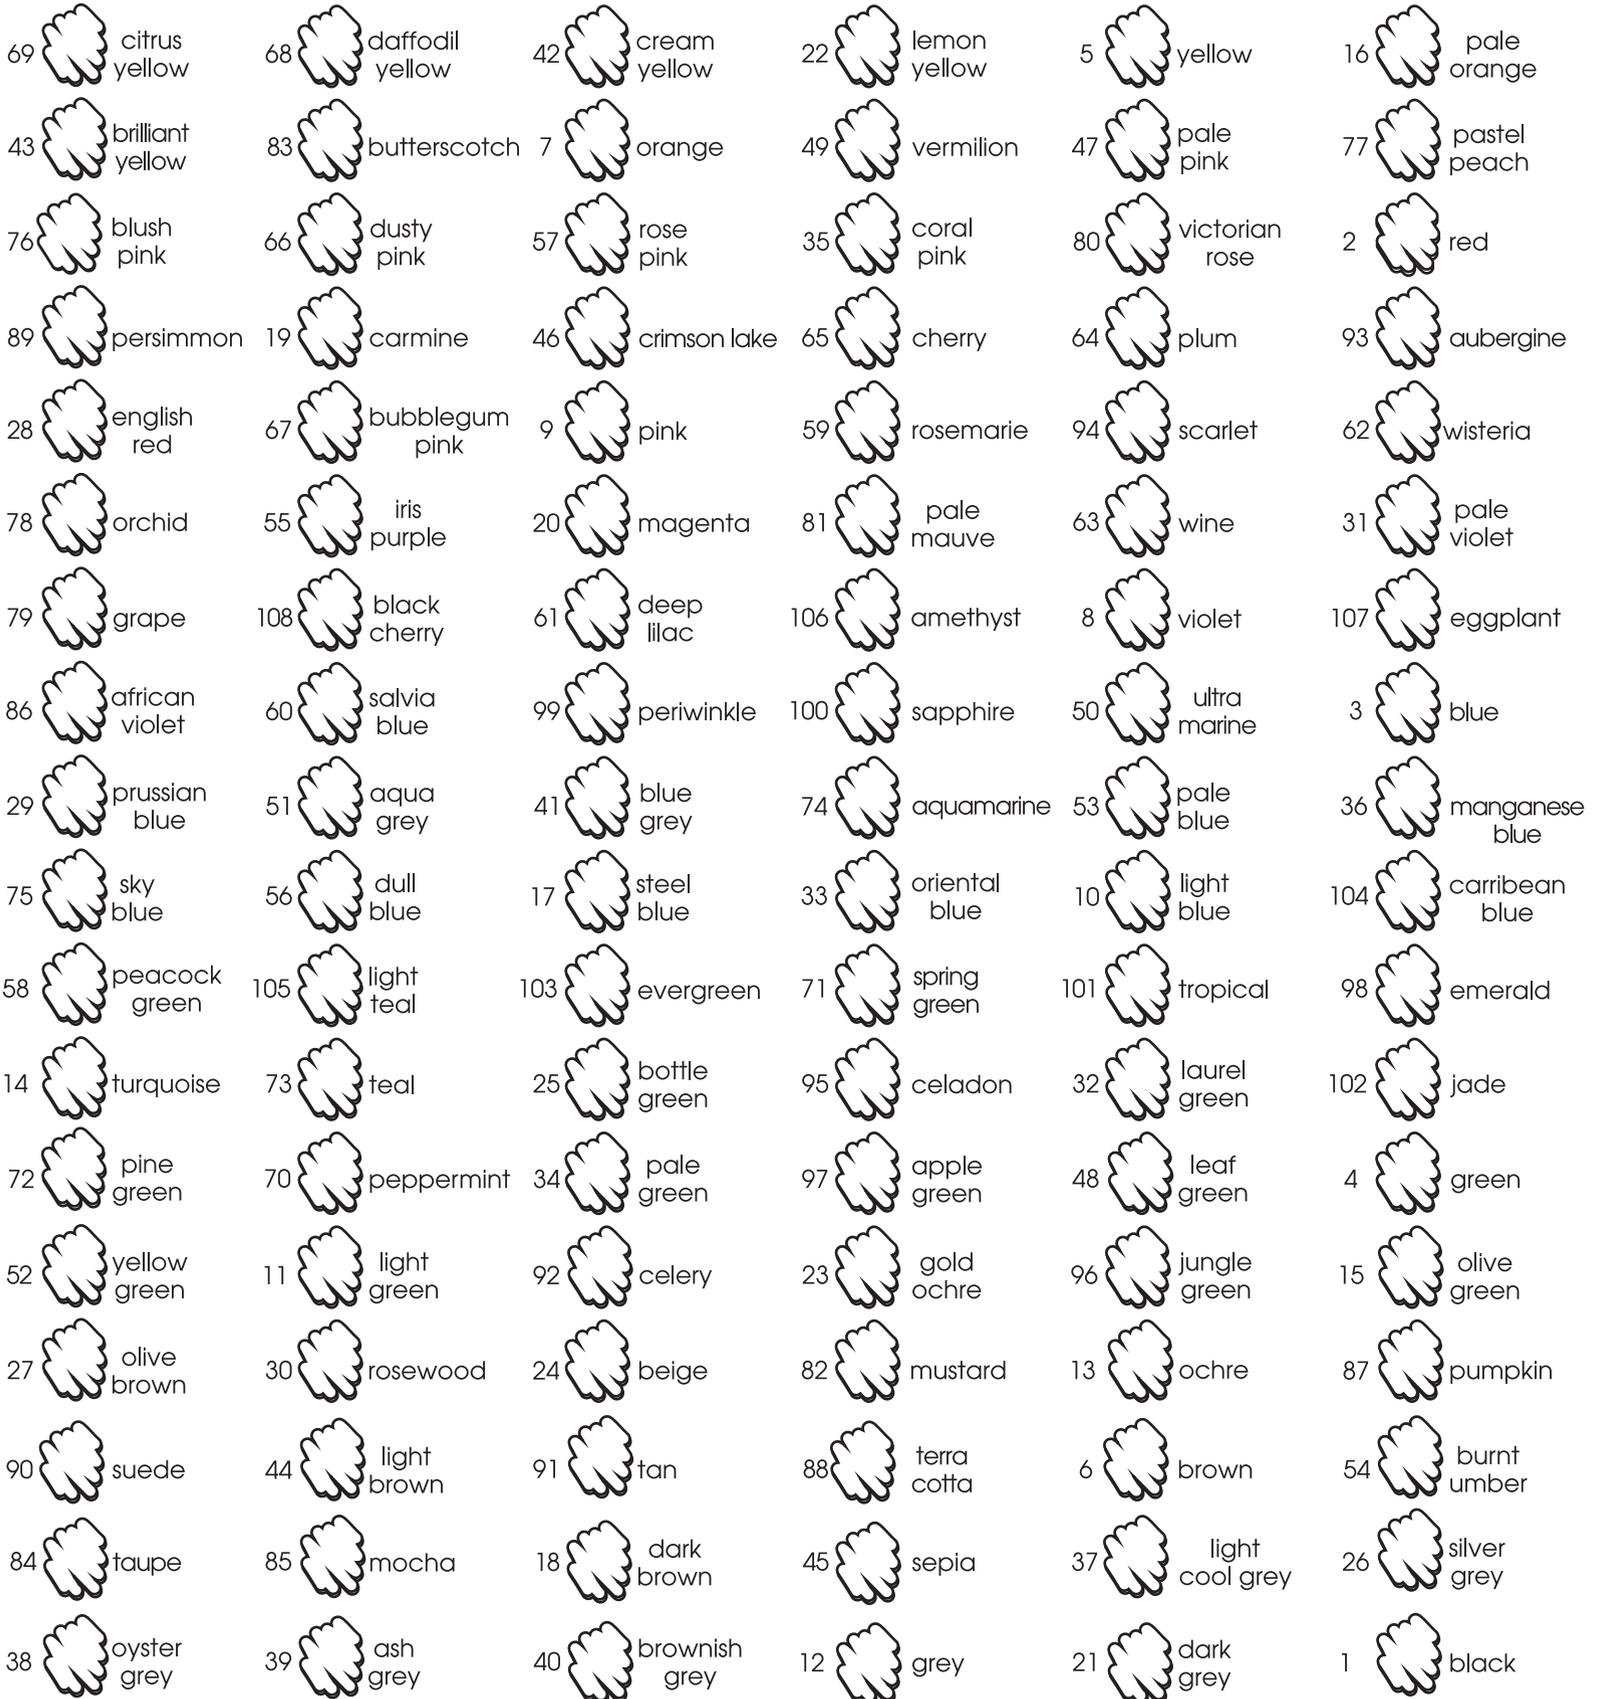 69 citrus yellow 68 daffodil yellow 42 cream yellow 22 lemon yellow 5 yellow 16 pale orange
43 brilliant yellow 83 butterscotch 7 orange 49 vermilion 47 pale pink 77 pastel peach
76 blush pink 66 dusty pink 57 rose pink 35 coral pink 80 victorian rose 2 red
89 persimmon 19 carmine 46 crimson lake 65 cherry 64 plum 93 aubergine
28 english red 67 bubblegum pink 9 pink 59 rosemarie 94 scarlet 62 wisteria
78 orchid 55 iris purple 20 magenta 81 pale mauve 63 wine 31 pale violet
79 grape 108 black cherry 61 deep lilac 106 amethyst 8 violet 107 eggplant
86 african violet 60 salvia blue 99 periwinkle 100 sapphire 50 ultra marine 3 blue
29 prussian blue 51 aqua grey 41 blue grey 74 aquamarine 53 pale blue 36 manganese blue
75 sky blue 56 dull blue 17 steel blue 33 oriental blue 10 light blue 104 carribean blue
58 peacock green 105 light teal 103 evergreen 71 spring green 101 tropical 98 emerald
14 turquoise 73 teal 25 bottle green 95 celadon 32 laurel green 102 jade
72 pine green 70 peppermint 34 pale green 97 apple green 48 leaf green 4 green
52 yellow green 11 light green 92 celery 23 gold ochre 96 jungle green 15 olive green
27 olive brown 30 rosewood 24 beige 82 mustard 13 ochre 87 pumpkin
90 suede 44 light brown 91 tan 88 terra cotta 6 brown 54 burnt umber
84 taupe 85 mocha 18 dark brown 45 sepia 37 light cool grey 26 silver grey
38 oyster grey 39 ash grey 40 brownish grey 12 grey 21 dark grey 1 black